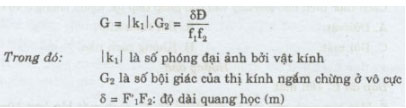 G = |k₁|.G₂ = δĐ / f₁f₂
Trong đó: |k₁| là số phóng đại ảnh bởi vật kính
G₂ là số bội giác của thị kính ngắm chừng ở vô cực
δ = F'₁F₂: độ dài quang học (m)